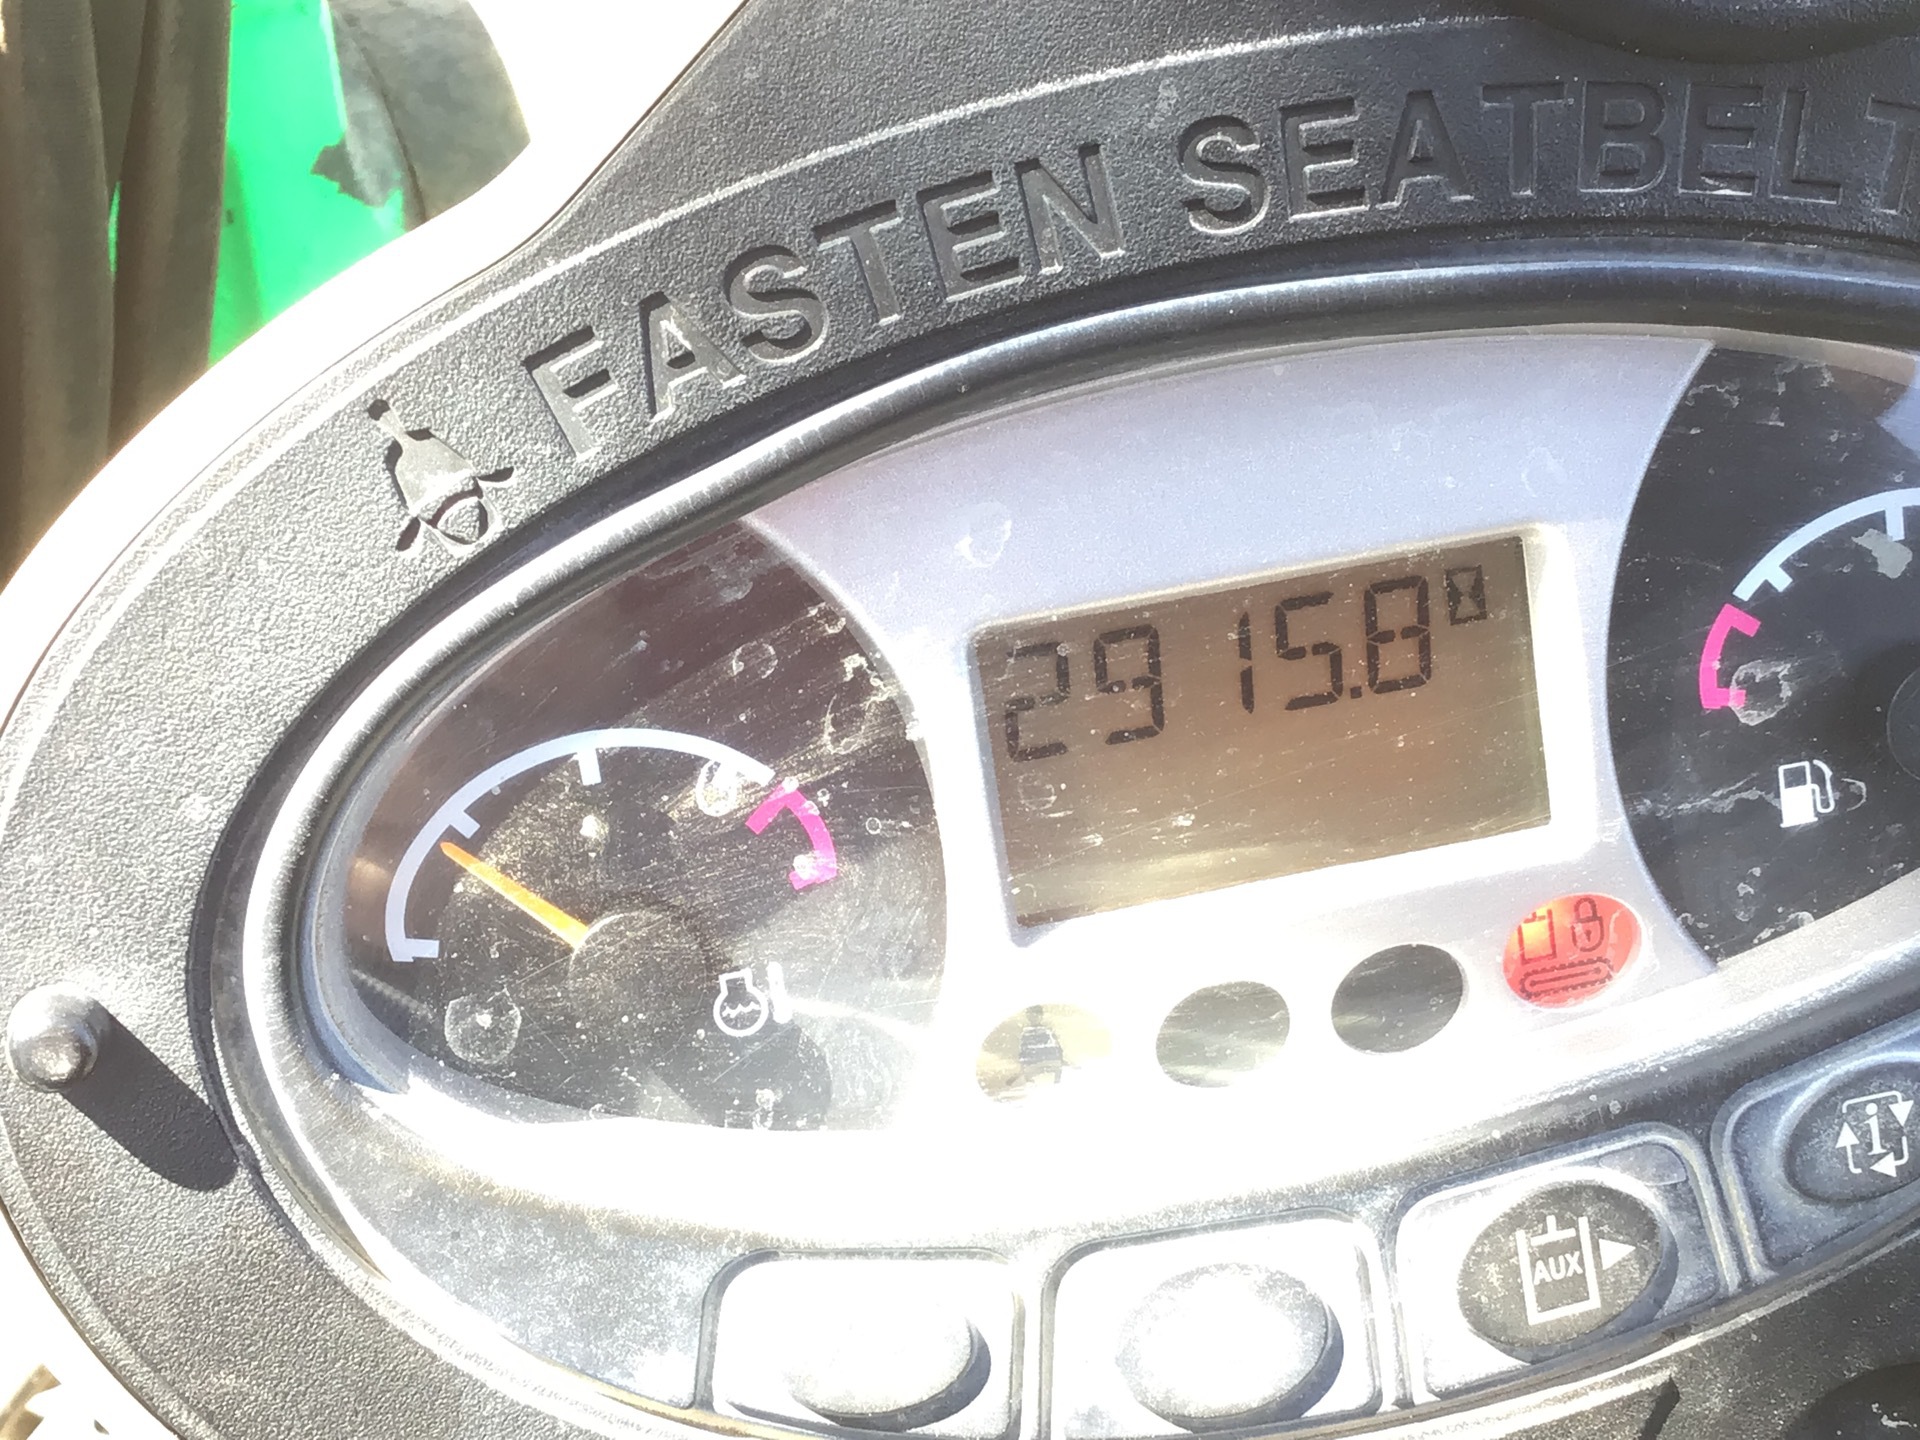 FASTEN SEATBELT
2915.8
AUX
i